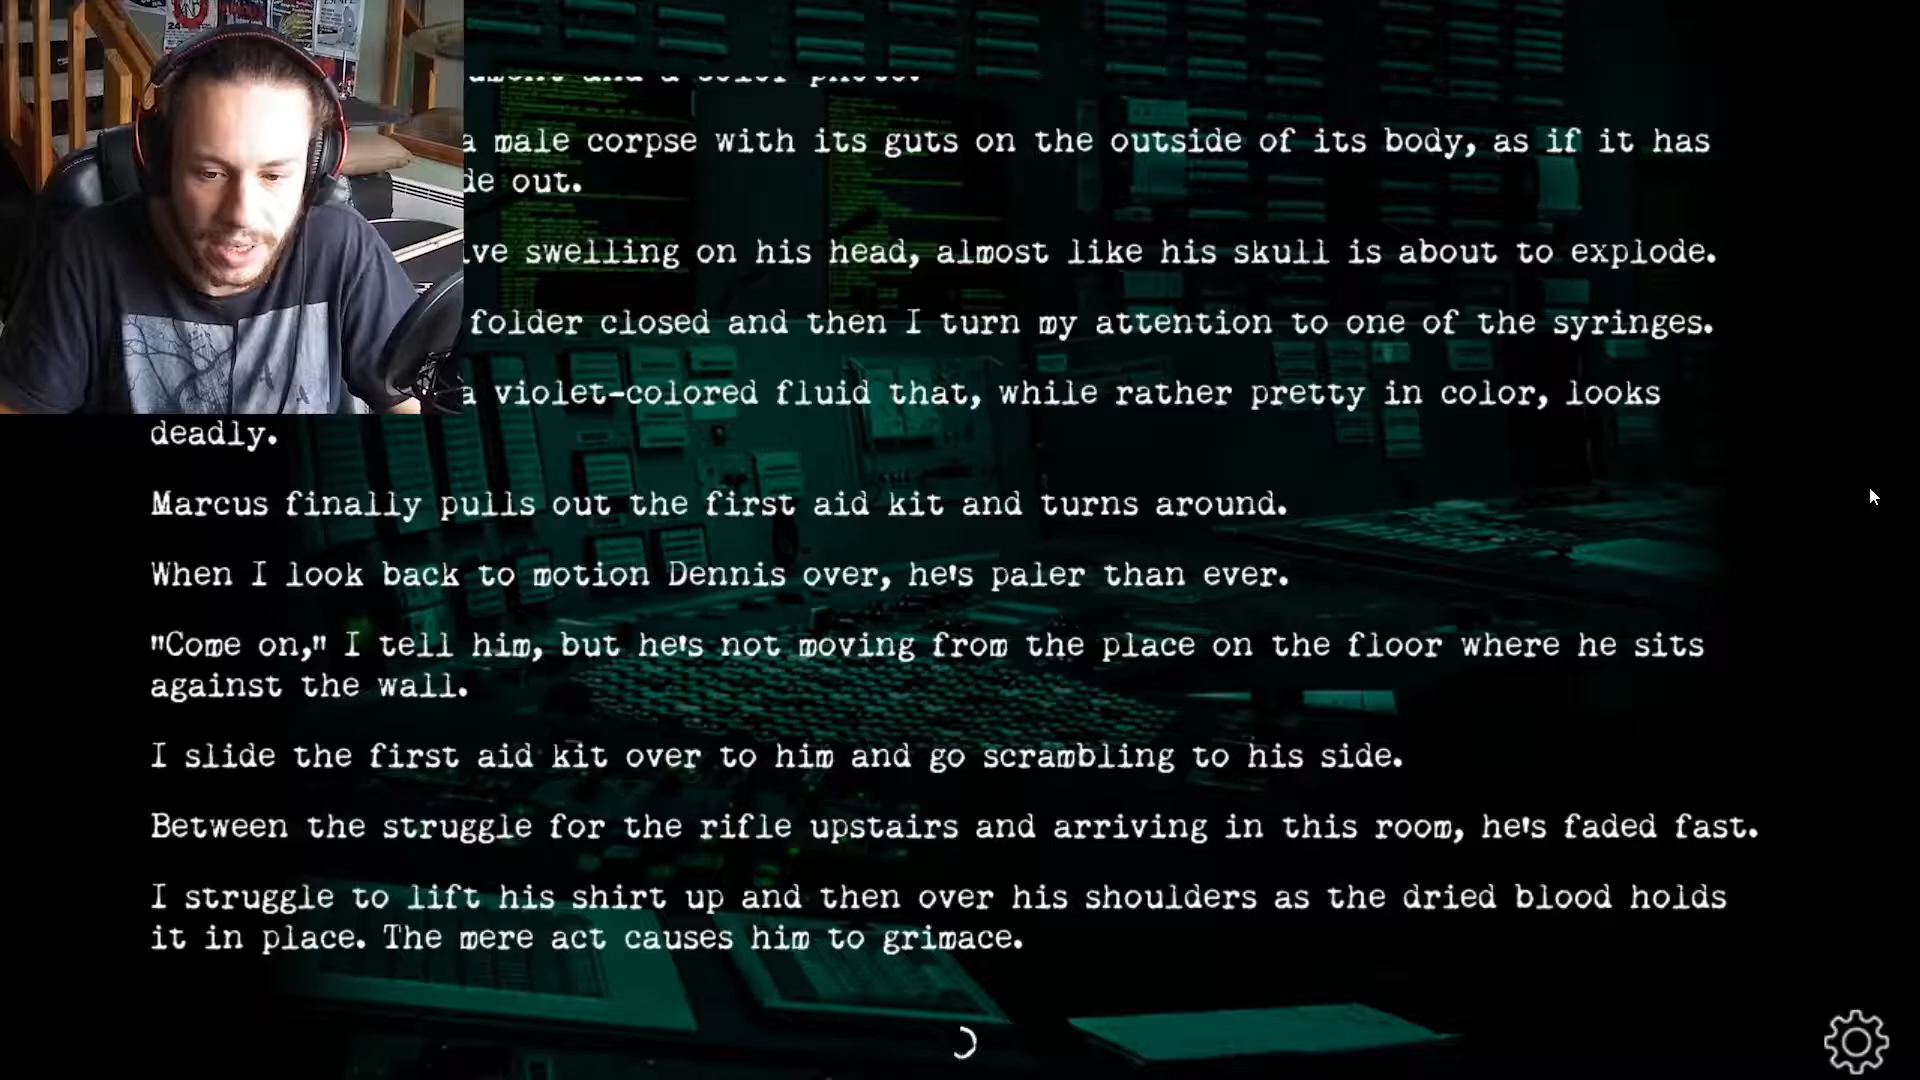 and a color photo.
a male corpse with its guts on the outside of its body, as if it has
de out.
ve swelling on his head, almost like his skull is about to explode.
folder closed and then I turn my attention to one of the syringes.
a violet-colored fluid that, while rather pretty in color, looks
deadly.
Marcus finally pulls out the first aid kit and turns around.
When I look back to motion Dennis over, he's paler than ever.
"Come on," I tell him, but he's not moving from the place on the floor where he sits
against the wall.
I slide the first aid kit over to him and go scrambling to his side.
Between the struggle for the rifle upstairs and arriving in this room, he's faded fast.
I struggle to lift his shirt up and then over his shoulders as the dried blood holds
it in place. The mere act causes him to grimace.